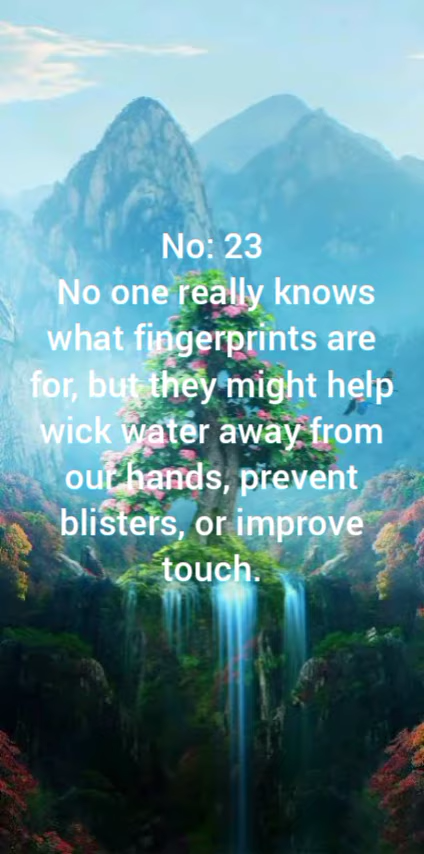 No: 23
No one really knows
what fingerprints are
for, but they might help
wick water away from
our hands, prevent
blisters, or improve
touch.